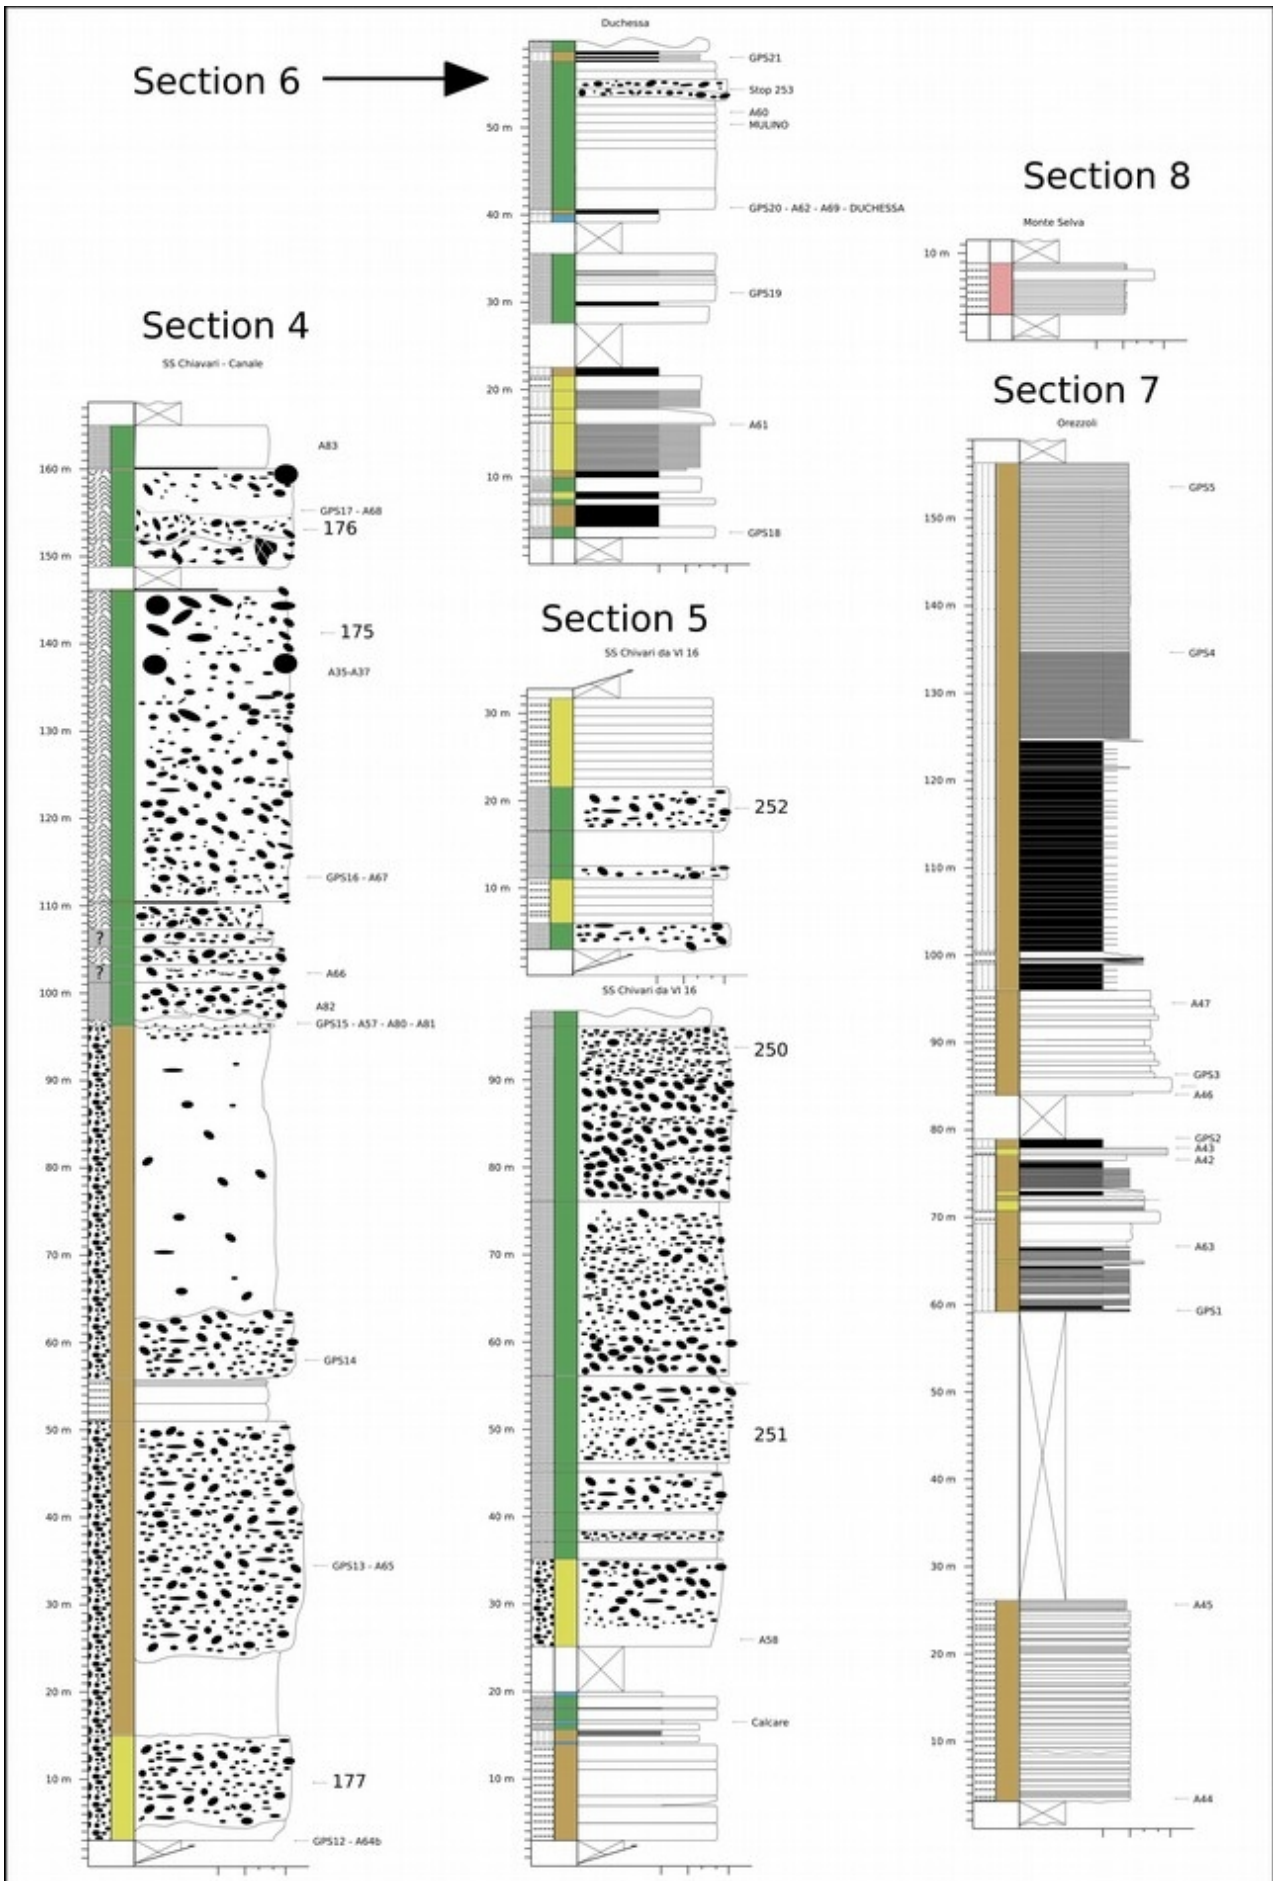 Duchessa
Section 6
GPS21
Stop 253
A60
MULINO
50 m
GPS20 - A62 - A69 - DUCHESSA
40 m
GPS19
30 m
20 m
A61
10 m
GPS18
Section 8
Monte Selva
10 m
Section 4
SS Chiavari - Canale
A83
160 m
GPS17 - A68
176
150 m
175
140 m
A35-A37
130 m
120 m
GPS16 - A67
110 m
?
?
A66
100 m
A82
GPS15 - A57 - A80 - A81
90 m
80 m
70 m
60 m
GPS14
50 m
40 m
GPS13 - A65
30 m
20 m
10 m
177
GPS12 - A64b
Section 5
SS Chivari da VI 16
30 m
20 m
252
10 m
SS Chivari da VI 16
250
90 m
80 m
70 m
60 m
50 m
251
40 m
30 m
A58
20 m
Calcare
10 m
Section 7
Orezzoli
GPS5
150 m
140 m
GPS4
130 m
120 m
110 m
100 m
A47
90 m
GPS3
A46
80 m
GPS2
A43
A42
70 m
A63
60 m
GPS1
50 m
40 m
30 m
A45
20 m
10 m
A44